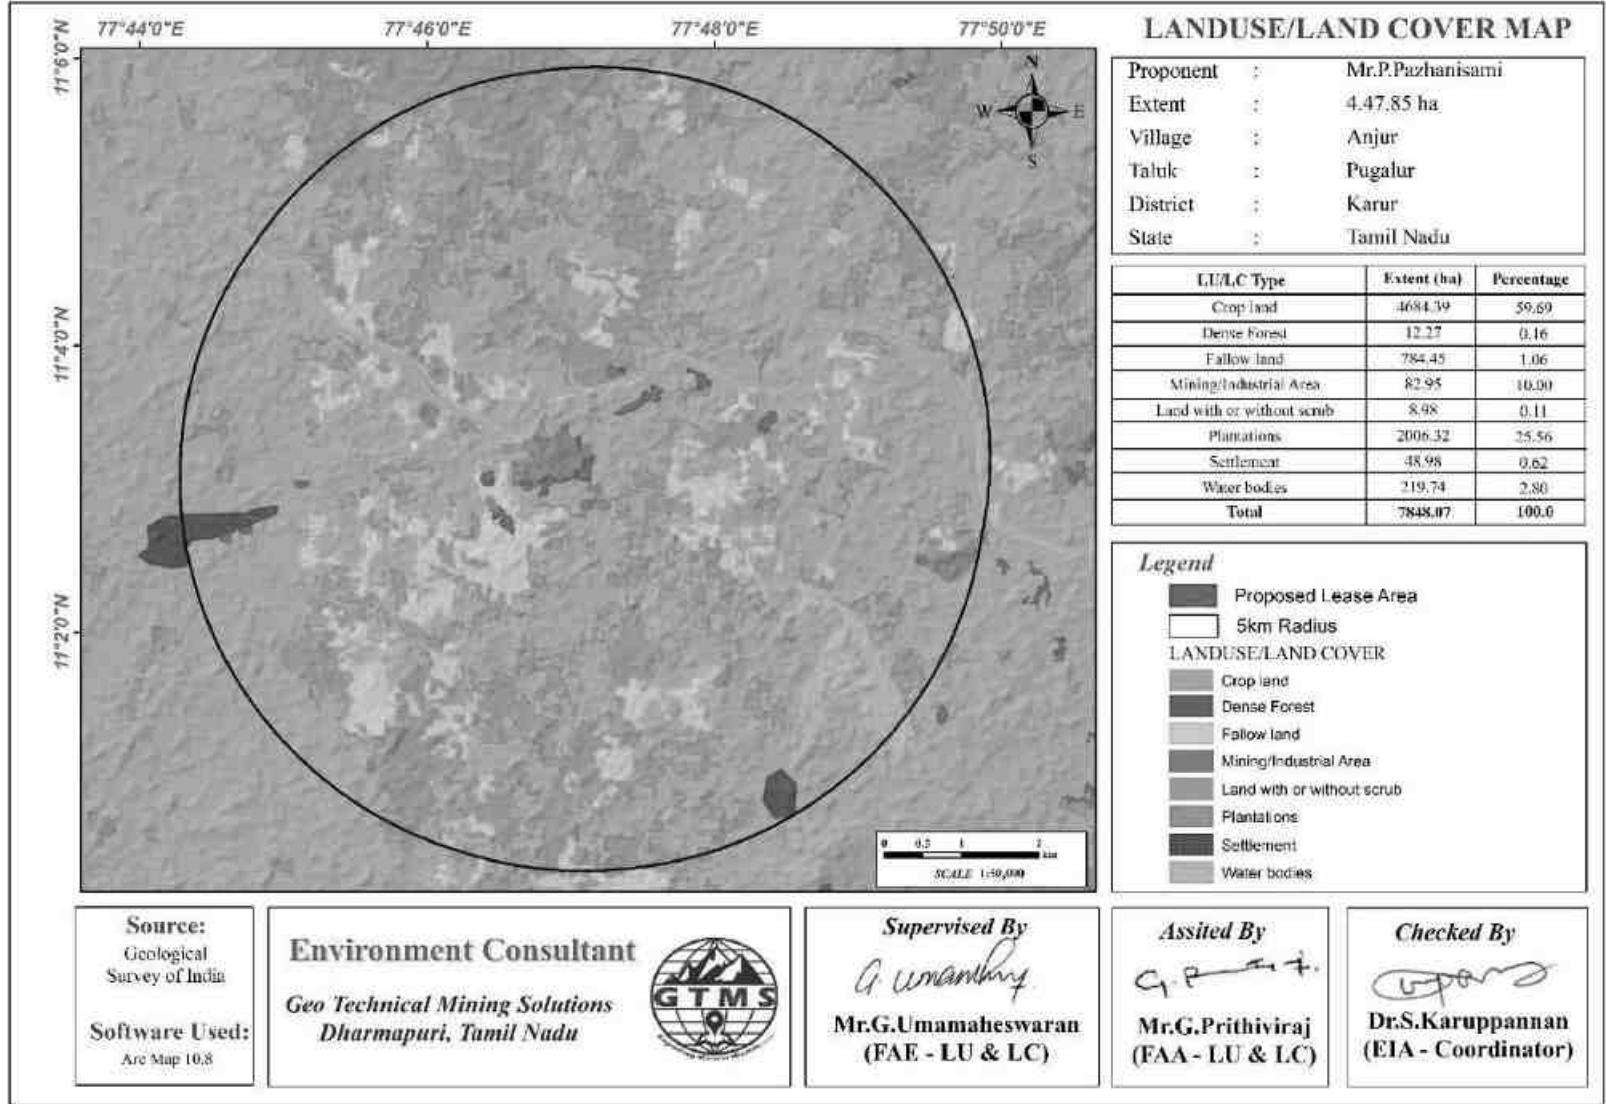 77°44'0"E 77°46'0"E 77°48'0"E 77°50'0"E
11°6'0"N
11°4'0"N
11°2'0"N
N
W E
S
0 0.5 1 2
km
SCALE 1:50,000
LANDUSE/LAND COVER MAP
Proponent : Mr.P.Pazhanisami
Extent : 4.47.85 ha
Village : Anjur
Taluk : Pugalur
District : Karur
State : Tamil Nadu
LU/LC Type Extent (ha) Percentage
Crop land 4684.39 59.69
Dense Forest 12.27 0.16
Fallow land 784.45 1.06
Mining/Industrial Area 82.95 10.00
Land with or without scrub 8.98 0.11
Plantations 2006.32 25.56
Settlement 48.98 0.62
Water bodies 219.74 2.80
Total 7848.07 100.0
Legend
Proposed Lease Area
5km Radius
LANDUSE/LAND COVER
Crop land
Dense Forest
Fallow land
Mining/Industrial Area
Land with or without scrub
Plantations
Settlement
Water bodies
Source:
Geological
Survey of India
Software Used:
Arc Map 10.8
Environment Consultant
Geo Technical Mining Solutions
Dharmapuri, Tamil Nadu
GTMS
Supervised By
Mr.G.Umamaheswaran
(FAE - LU & LC)
Assited By
Mr.G.Prithiviraj
(FAA - LU & LC)
Checked By
Dr.S.Karuppannan
(EIA - Coordinator)